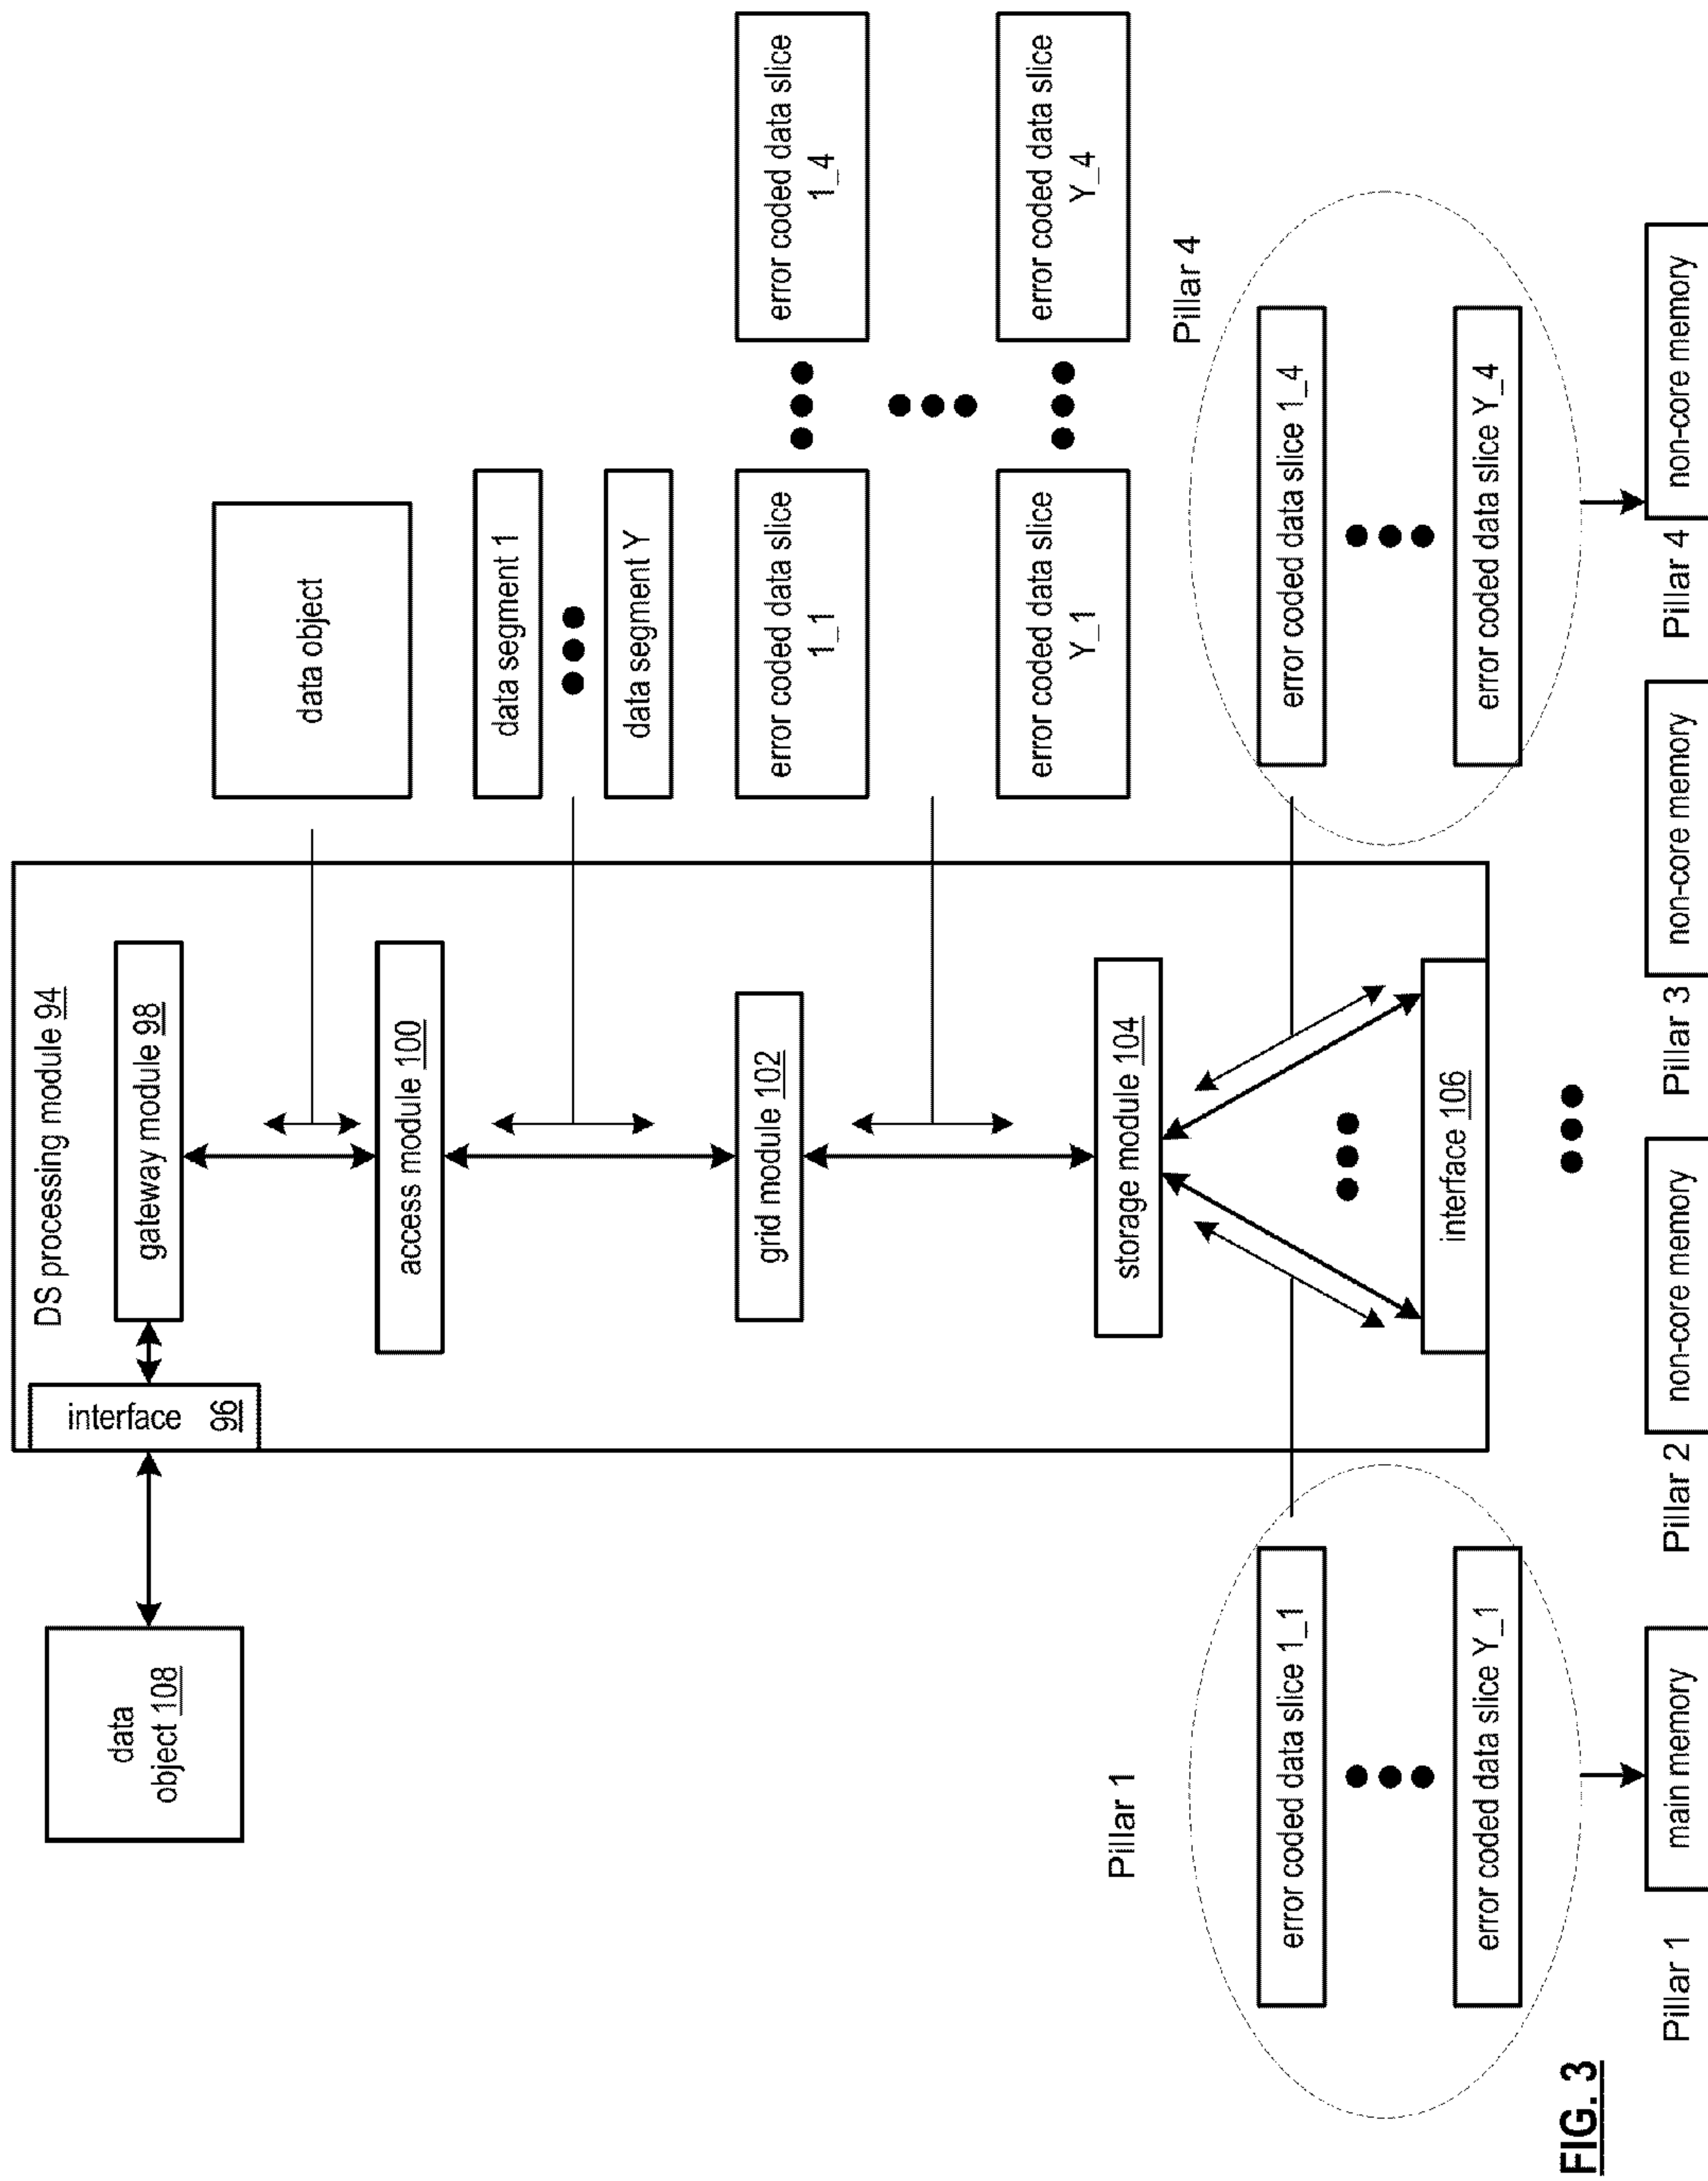 DS processing module 94
data
object 108
interface 96
gateway module 98
data object
access module 100
data segment 1
data segment Y
grid module 102
error coded data slice
1_1
error coded data slice
1_4
error coded data slice
Y_1
error coded data slice
Y_4
storage module 104
Pillar 1
Pillar 4
error coded data slice 1_1
error coded data slice Y_1
interface 106
error coded data slice 1_4
error coded data slice Y_4
FIG. 3
Pillar 1
main memory
Pillar 2
non-core memory
Pillar 3
non-core memory
Pillar 4
non-core memory